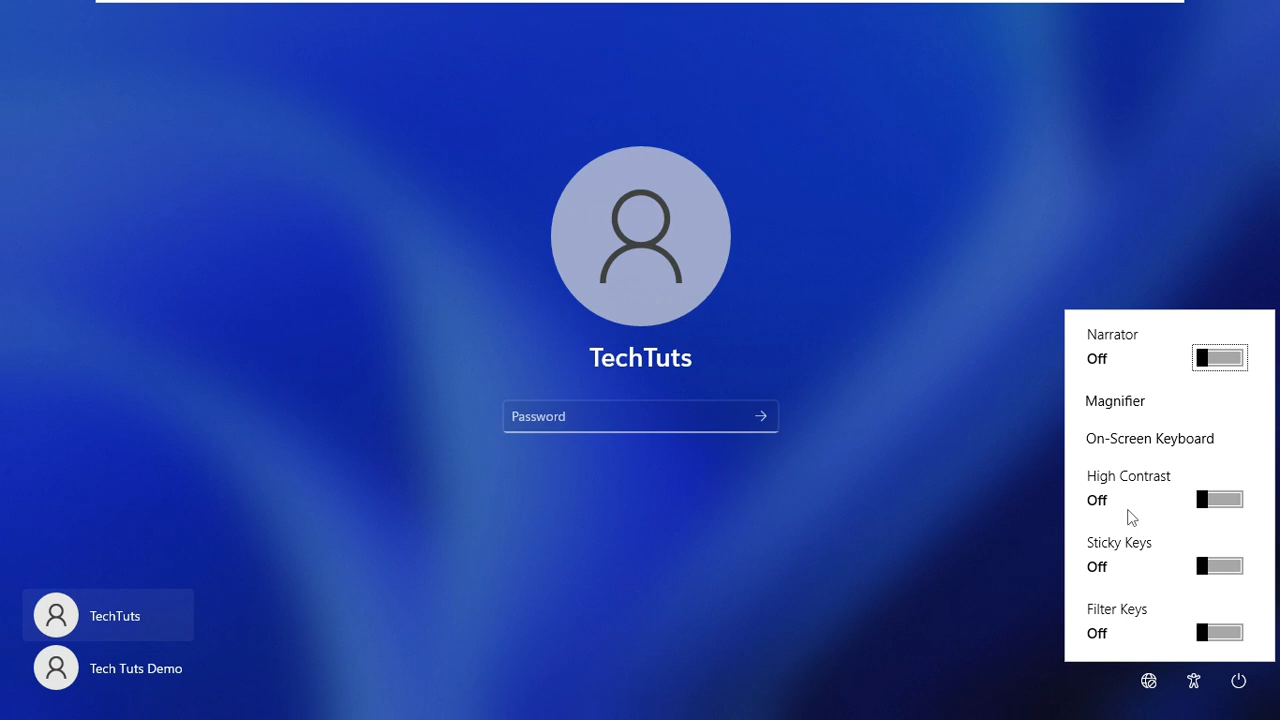 TechTuts
Password
TechTuts
Tech Tuts Demo
Narrator
Off
Magnifier
On-Screen Keyboard
High Contrast
Off
Sticky Keys
Off
Filter Keys
Off